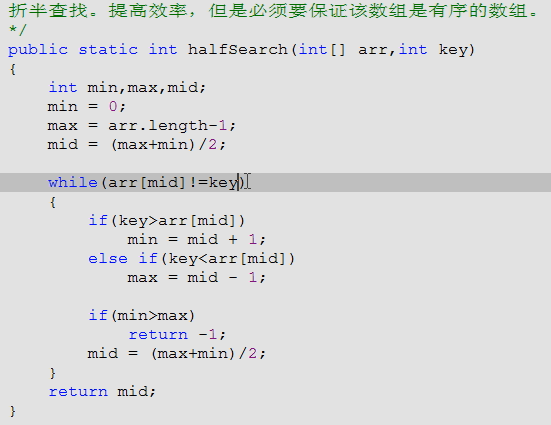 折半查找。提高效率，但是必须要保证该数组是有序的数组。
*/
public static int halfSearch(int[] arr,int key)
{
    int min,max,mid;
    min = 0;
    max = arr.length-1;
    mid = (max+min)/2;

    while(arr[mid]!=key)
    {
        if(key>arr[mid])
            min = mid + 1;
        else if(key<arr[mid])
            max = mid - 1;

        if(min>max)
            return -1;
        mid = (max+min)/2;
    }
    return mid;
}